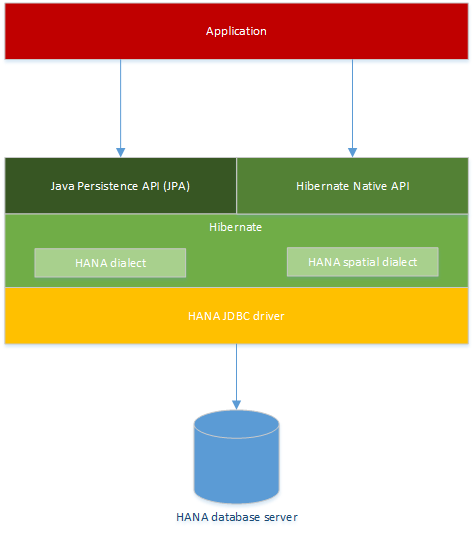 Application
Java Persistence API (JPA)
Hibernate Native API
Hibernate
HANA dialect
HANA spatial dialect
HANA JDBC driver
HANA database server